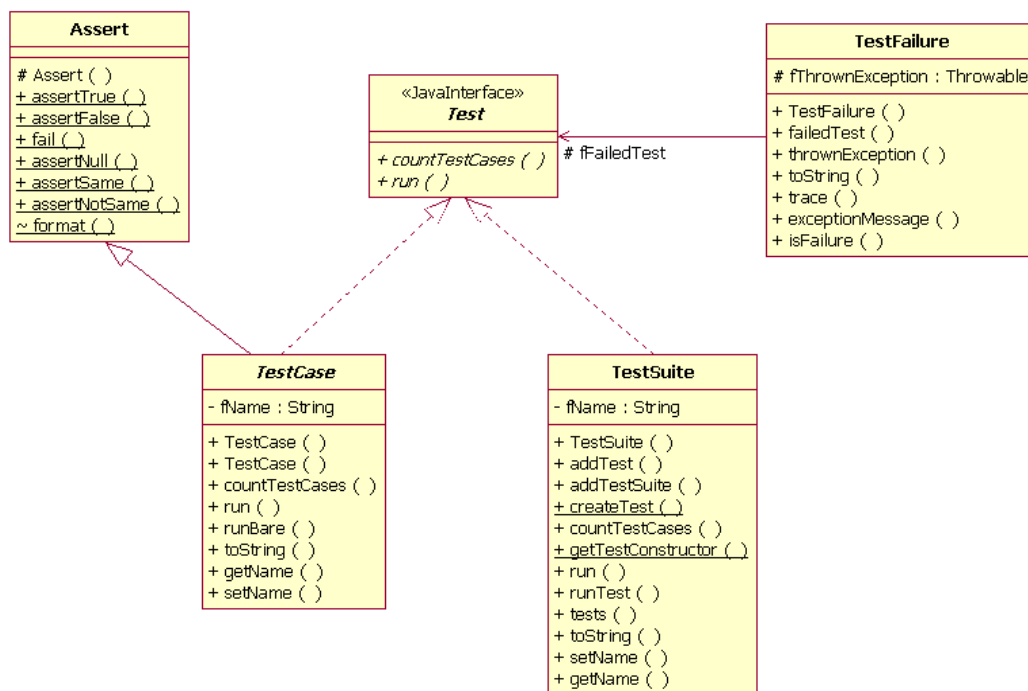 Assert
# Assert ( )
+ assertTrue ( )
+ assertFalse ( )
+ fail ( )
+ assertNull ( )
+ assertSame ( )
+ assertNotSame ( )
~ format ( )
«JavaInterface»
Test
+ countTestCases ( )
+ run ( )
# fFailedTest
TestFailure
# fThrownException : Throwable
+ TestFailure ( )
+ failedTest ( )
+ thrownException ( )
+ toString ( )
+ trace ( )
+ exceptionMessage ( )
+ isFailure ( )
TestCase
- fName : String
+ TestCase ( )
+ TestCase ( )
+ countTestCases ( )
+ run ( )
+ runBare ( )
+ toString ( )
+ getName ( )
+ setName ( )
TestSuite
- fName : String
+ TestSuite ( )
+ addTest ( )
+ addTestSuite ( )
+ createTest ( )
+ countTestCases ( )
+ getTestConstructor ( )
+ run ( )
+ runTest ( )
+ tests ( )
+ toString ( )
+ setName ( )
+ getName ( )